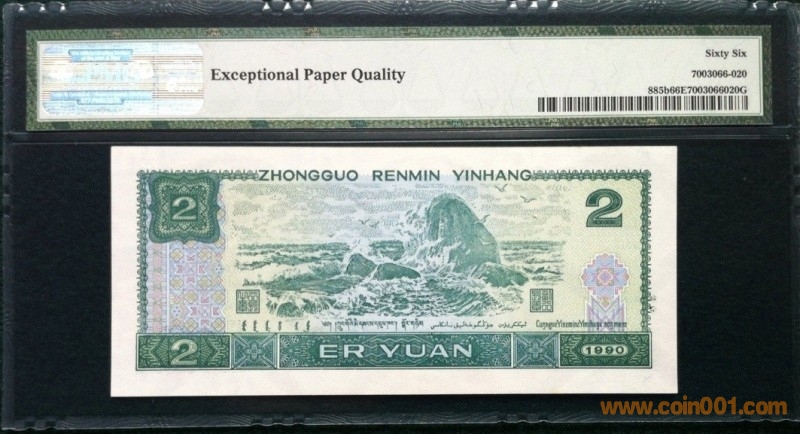 Sixty Six
Exceptional Paper Quality
7003066-020
885b66E7003066020G
ZHONGGUO RENMIN YINHANG
2
2
2
ER YUAN
1990
www.coin001.com